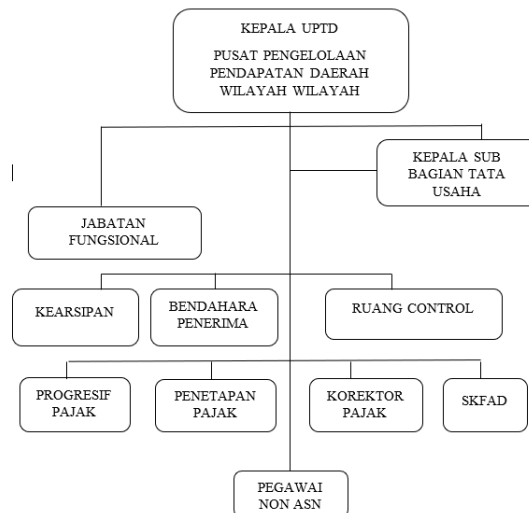 KEPALA UPTD
PUSAT PENGELOLAAN
PENDAPATAN DAERAH
WILAYAH WILAYAH
KEPALA SUB
BAGIAN TATA
USAHA
JABATAN
FUNGSIONAL
KEARSIPAN
BENDAHARA
PENERIMA
RUANG CONTROL
PROGRESIF
PAJAK
PENETAPAN
PAJAK
KOREKTOR
PAJAK
SKFAD
PEGAWAI
NON ASN